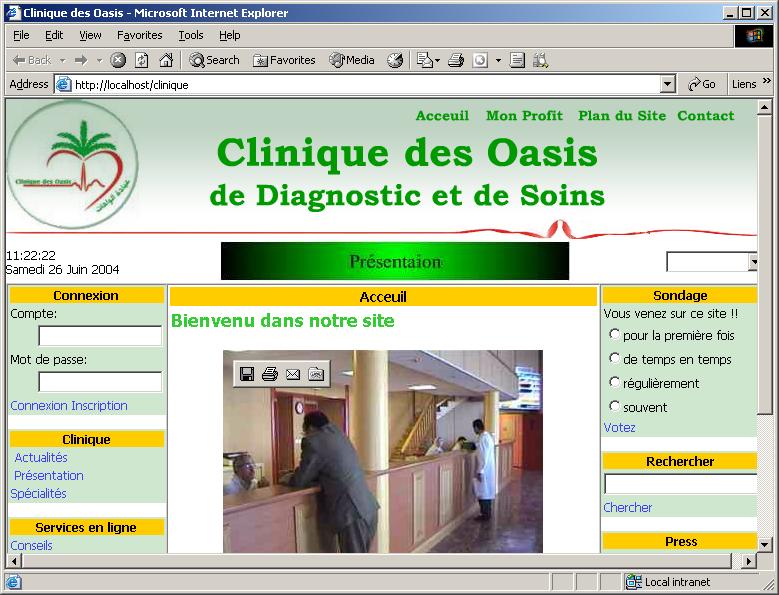 Clinique des Oasis - Microsoft Internet Explorer
File Edit View Favorites Tools Help
Back Search Favorites Media
Address http://localhost/clinique Go Liens »
Acceuil Mon Profit Plan du Site Contact
Clinique des Oasis
de Diagnostic et de Soins
Clinique des Oasis
عيادة الواحات
11:22:22
Samedi 26 Juin 2004
Présentaion
Connexion
Compte:
Mot de passe:
Connexion Inscription
Clinique
Actualités
Présentation
Spécialités
Services en ligne
Conseils
Acceuil
Bienvenu dans notre site
Sondage
Vous venez sur ce site !!
pour la première fois
de temps en temps
régulièrement
souvent
Votez
Rechercher
Chercher
Press
Local intranet